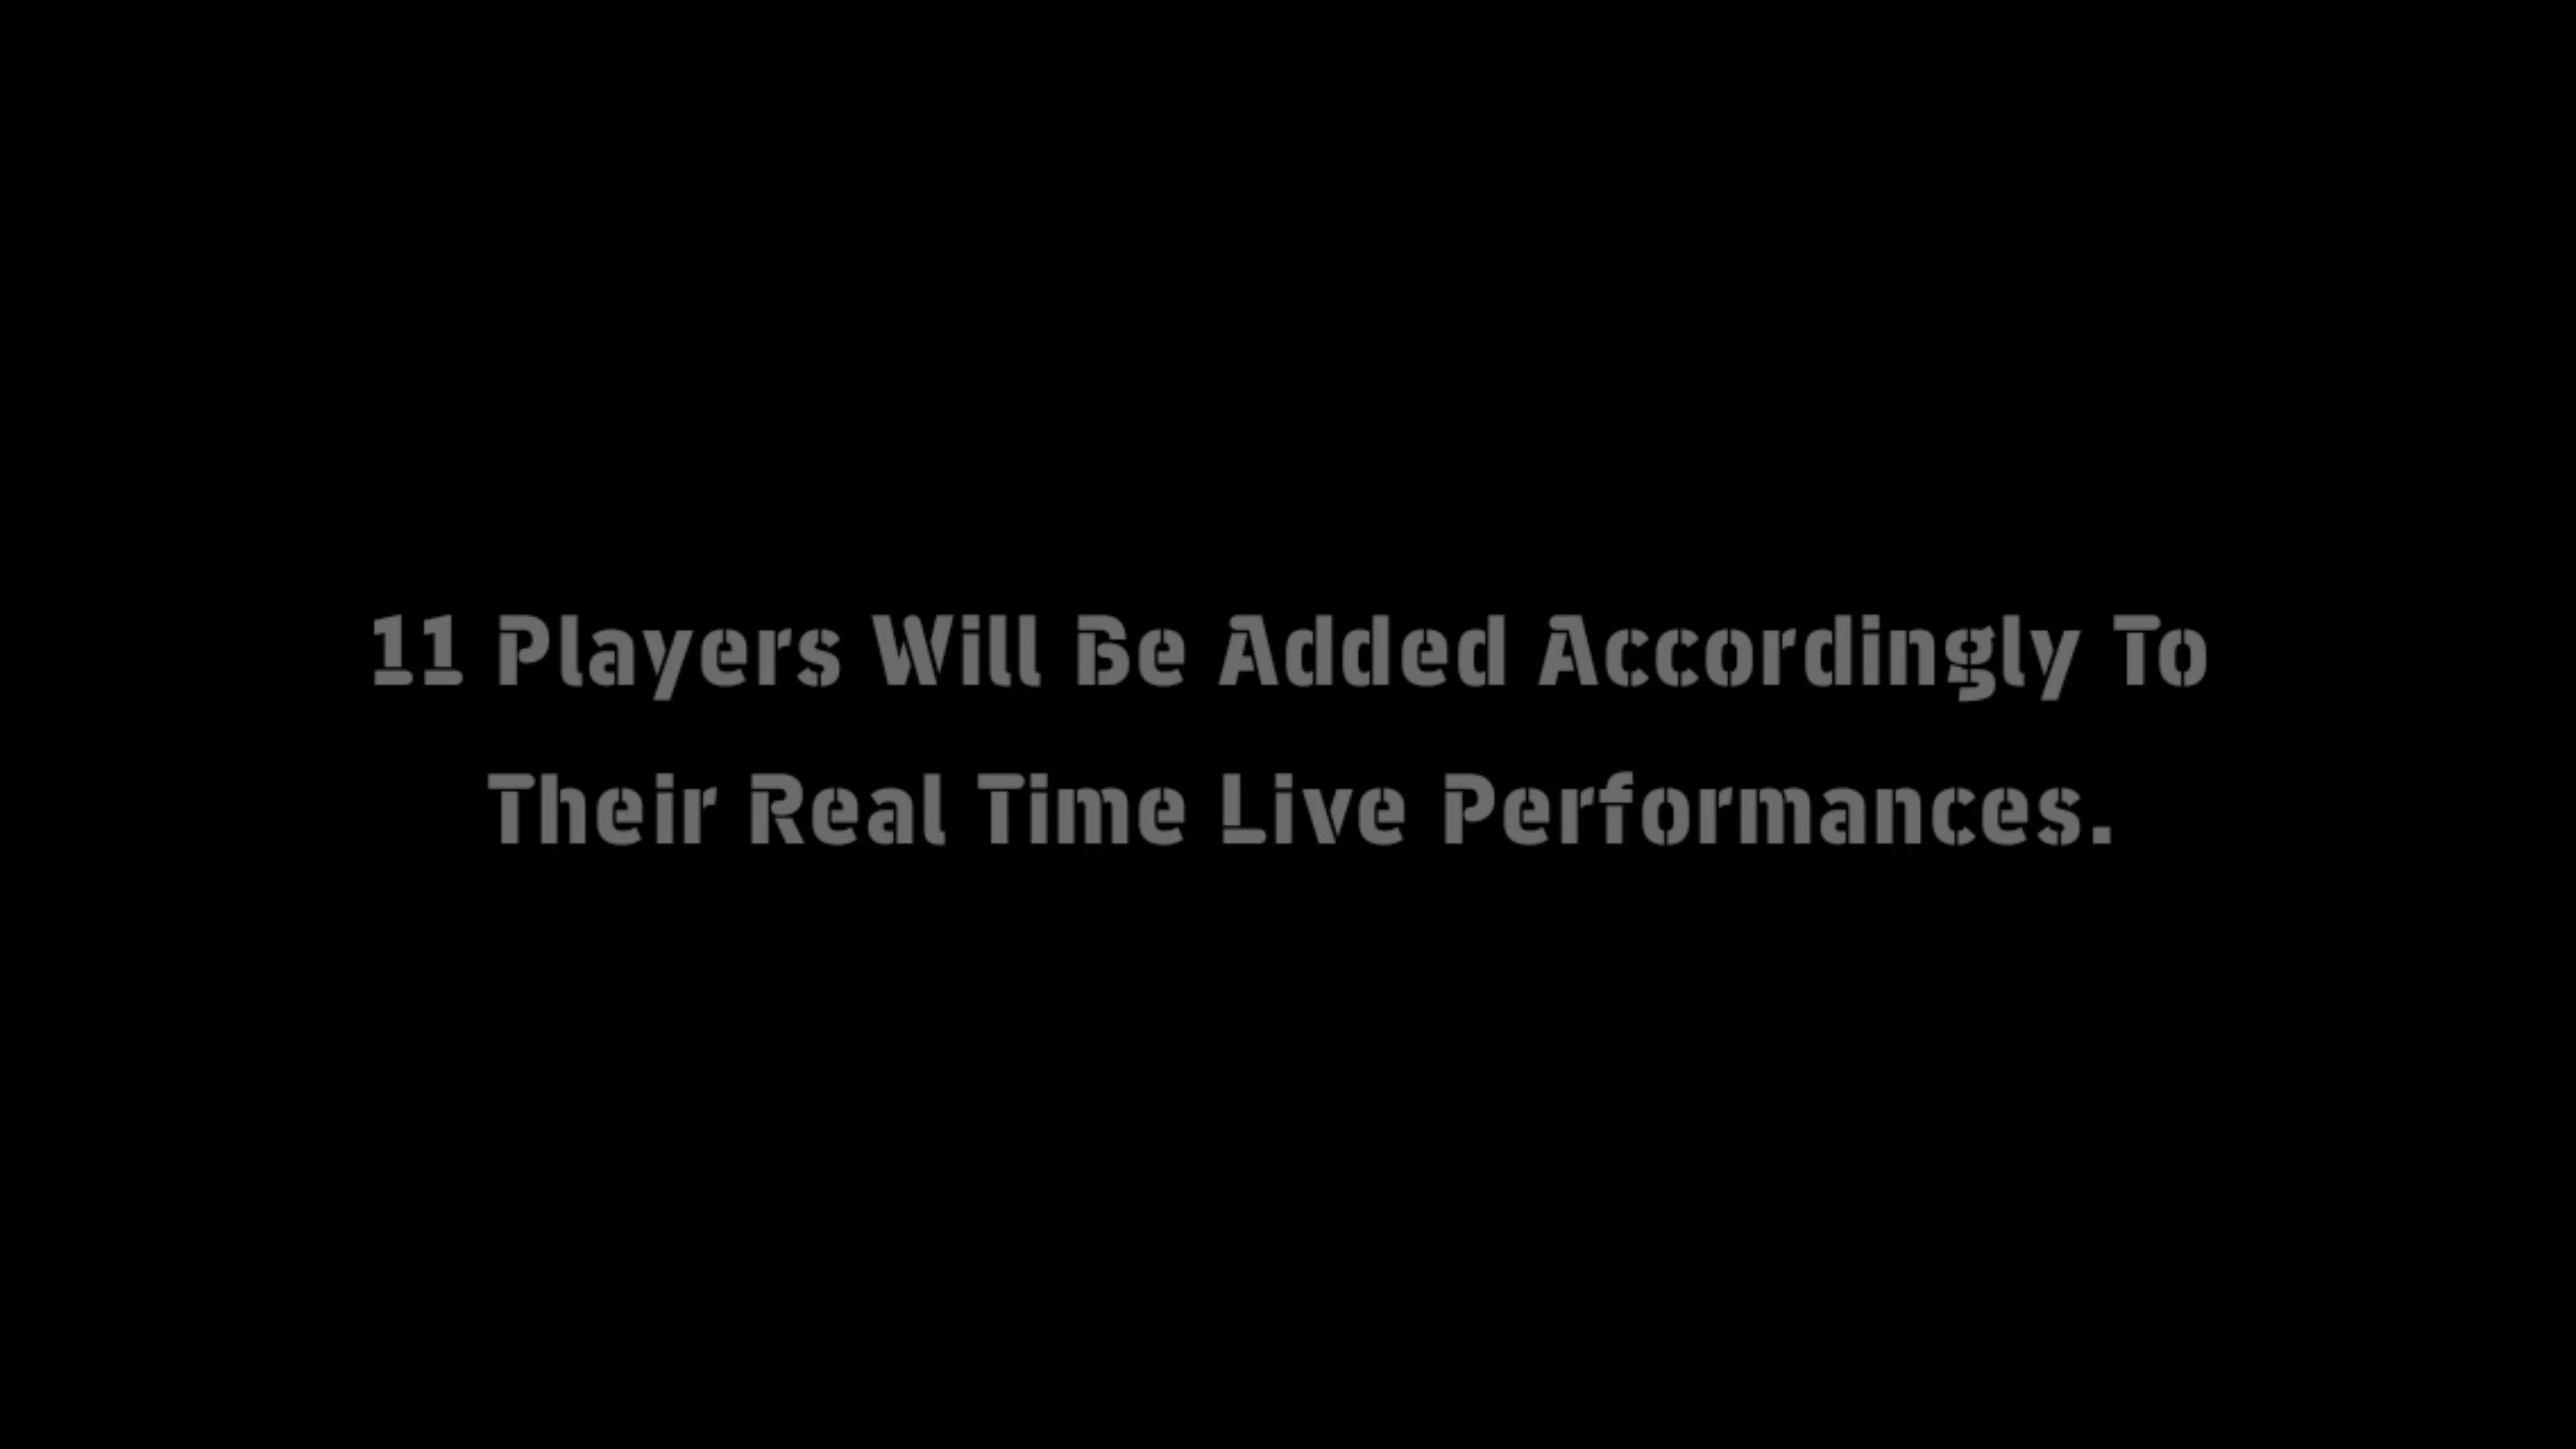 11 Players Will Be Added Accordingly To
Their Real Time Live Performances.